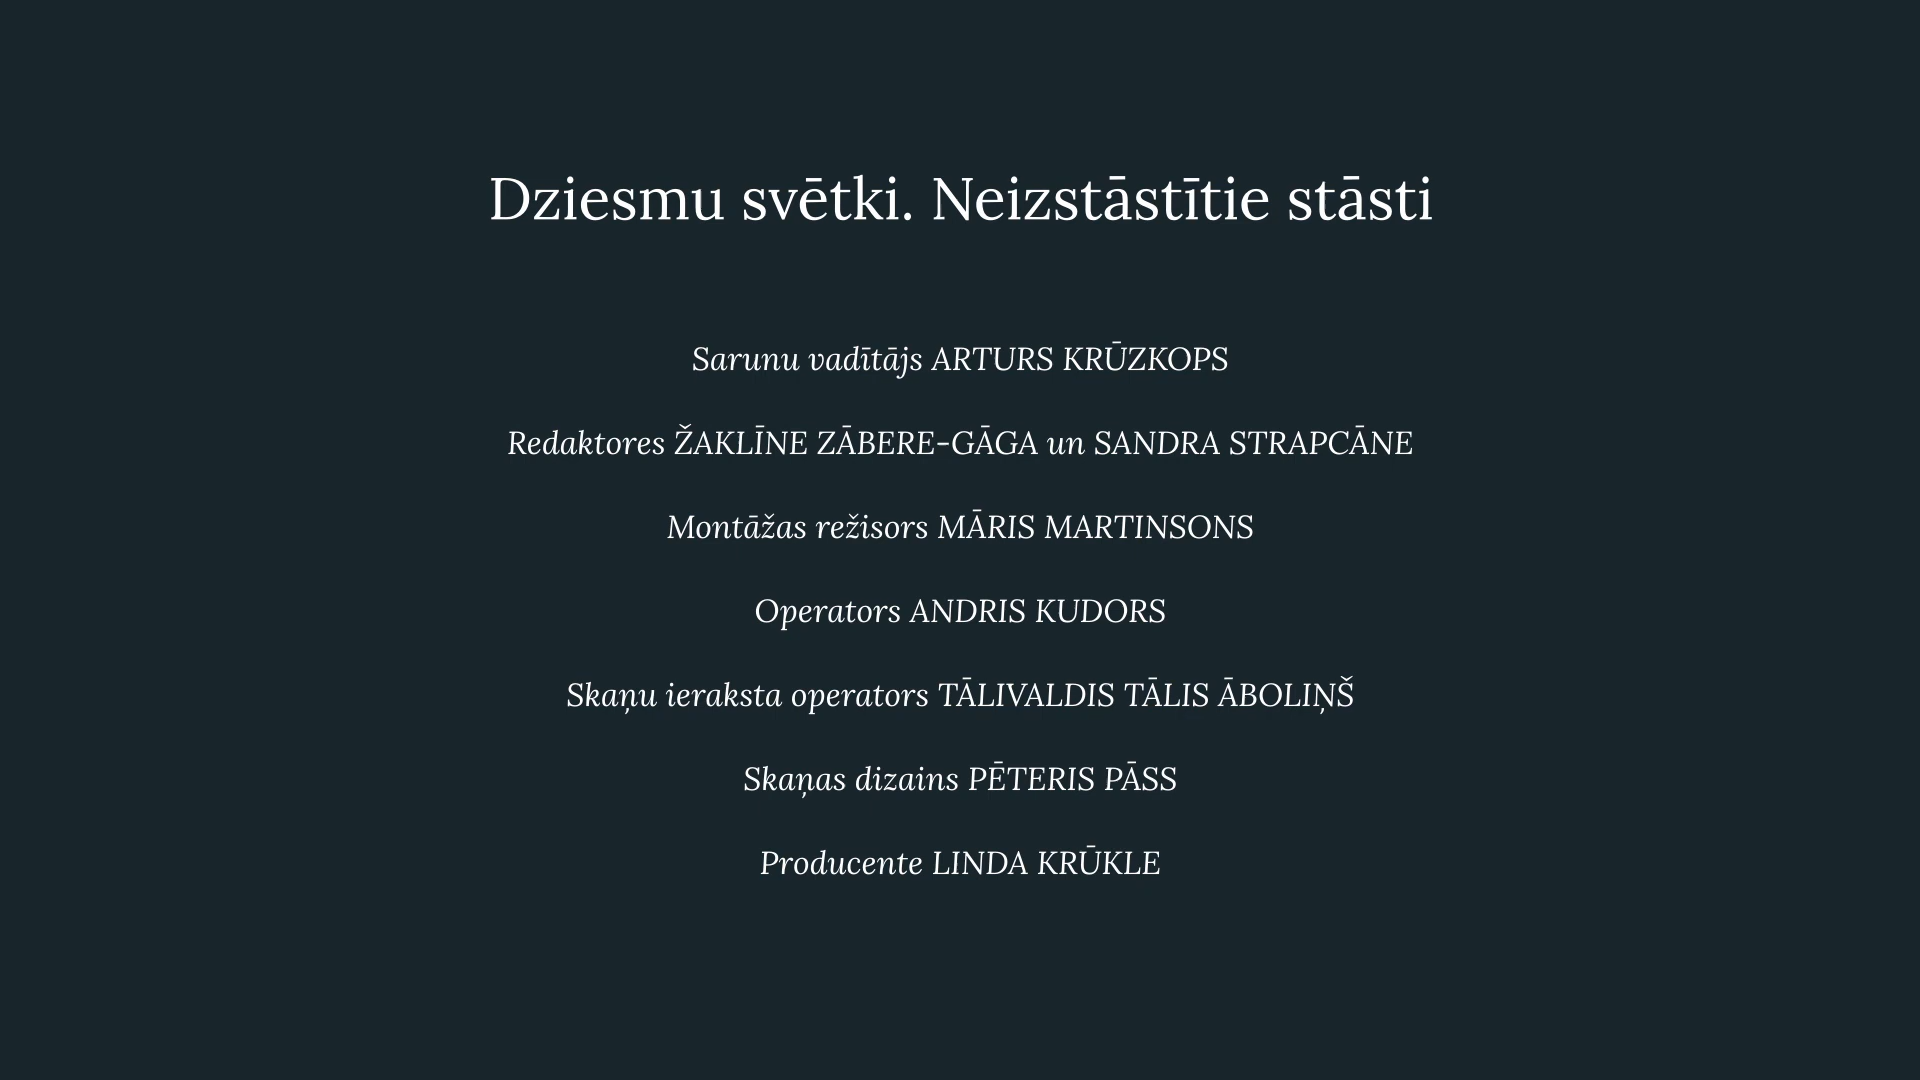 Dziesmu svētki. Neizstāstītie stāsti
Sarunu vadītājs ARTURS KRŪZKOPS
Redaktores ŽAKLĪNE ZĀBERE-GĀGA un SANDRA STRAPCĀNE
Montāžas režisors MĀRIS MARTINSONS
Operators ANDRIS KUDORS
Skaņu ieraksta operators TĀLIVALDIS TĀLIS ĀBOLIŅŠ
Skaņas dizains PĒTERIS PĀSS
Producente LINDA KRŪKLE